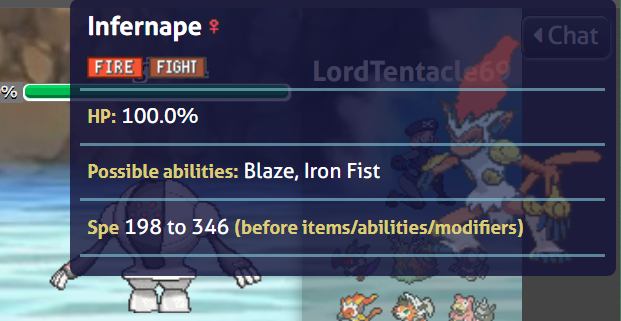 Infernape ♀
FIRE FIGHT
Chat
LordTentacle69
%
HP: 100.0%
Possible abilities: Blaze, Iron Fist
Spe 198 to 346 (before items/abilities/modifiers)